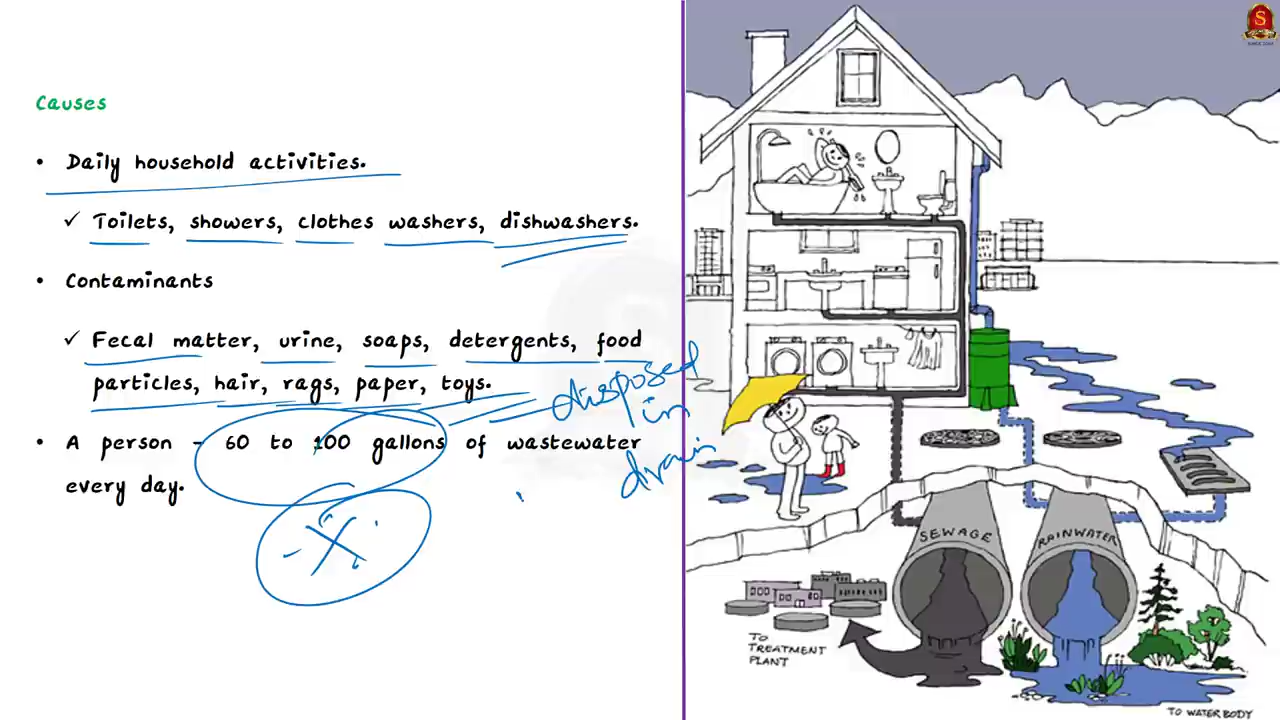 Causes
• Daily household activities.
✓ Toilets, showers, clothes washers, dishwashers.
• Contaminants
✓ Fecal matter, urine, soaps, detergents, food
particles, hair, rags, paper, toys.
disposed
in
drain
• A person – 60 to 100 gallons of wastewater
every day.
S
SINCE 2004
SEWAGE
RAINWATER
TO
TREATMENT
PLANT
TO WATER BODY